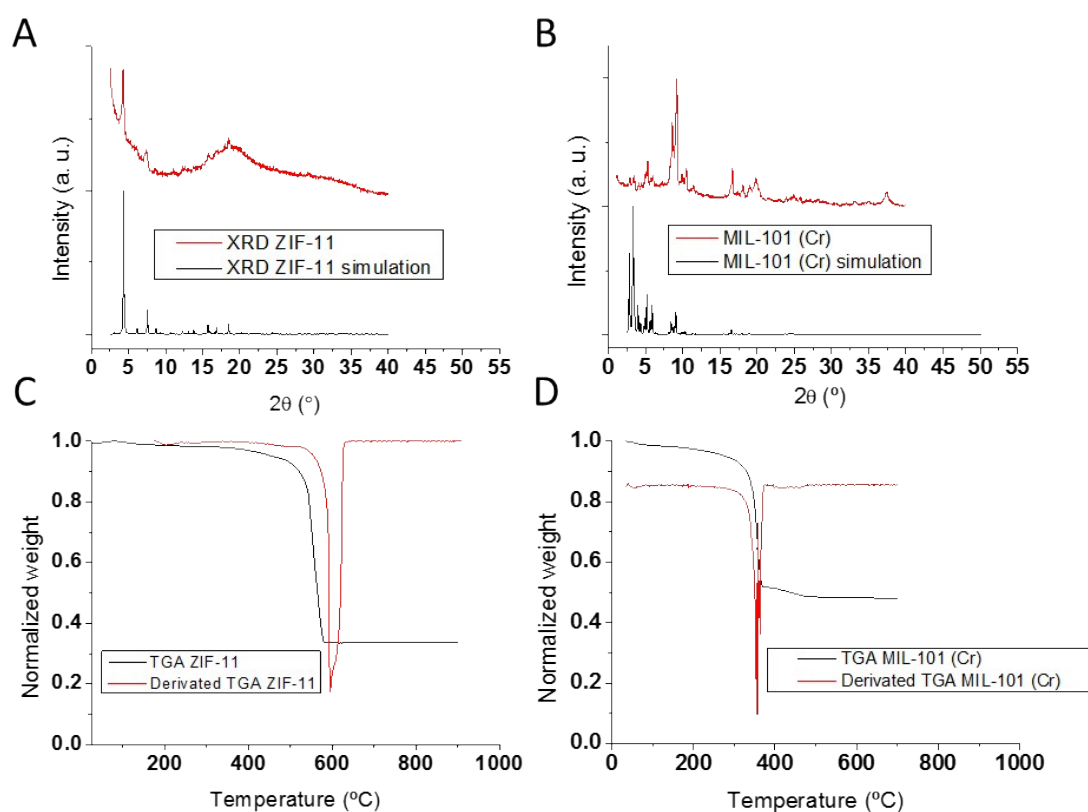 A
Intensity (a. u.)
XRD ZIF-11
XRD ZIF-11 simulation
0 5 10 15 20 25 30 35 40 45 50 55
2θ (°)
B
Intensity (a. u.)
MIL-101 (Cr)
MIL-101 (Cr) simulation
0 5 10 15 20 25 30 35 40 45 50 55
2θ (º)
C
Normalized weight
1.0
0.8
0.6
0.4
0.2
0.0
TGA ZIF-11
Derivated TGA ZIF-11
200 400 600 800 1000
Temperature (ºC)
D
Normalized weight
1.0
0.8
0.6
0.4
0.2
0.0
TGA MIL-101 (Cr)
Derivated TGA MIL-101 (Cr)
0 200 400 600 800 1000
Temperature (ºC)